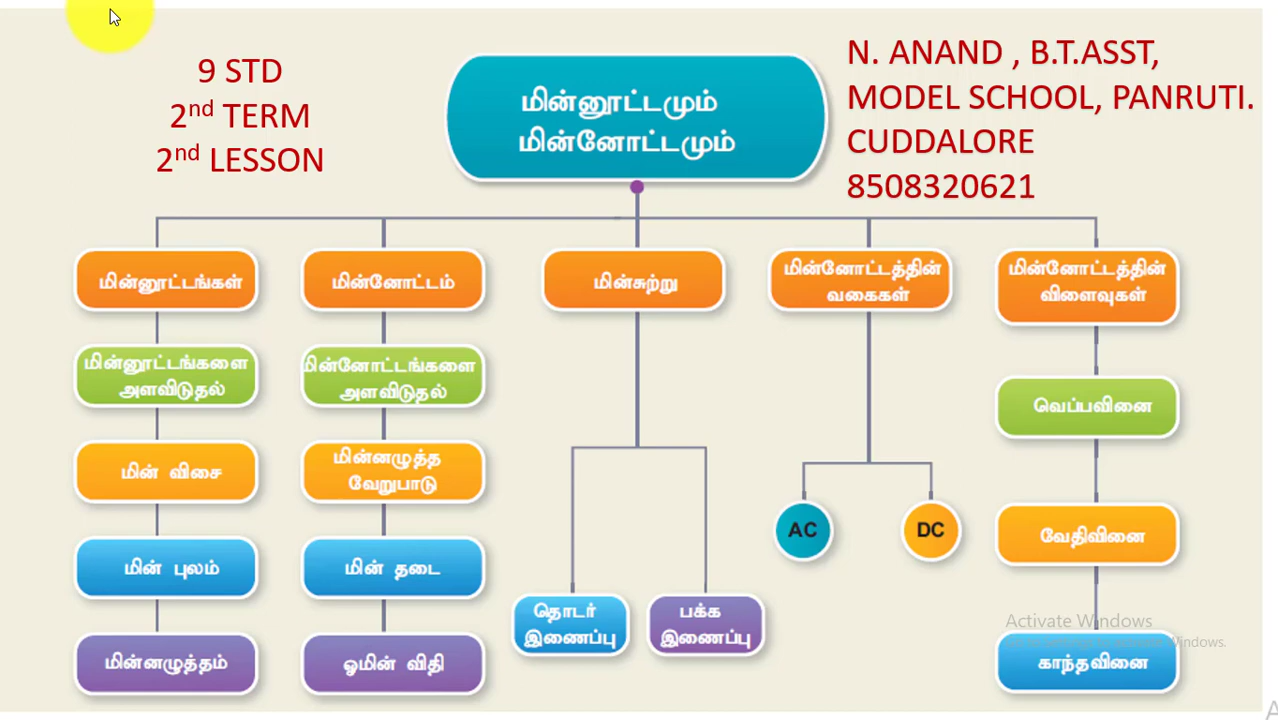 9 STD
2nd TERM
2nd LESSON
மின்னூட்டமும்
மின்னோட்டமும்
N. ANAND , B.T.ASST,
MODEL SCHOOL, PANRUTI.
CUDDALORE
8508320621
மின்னூட்டங்கள்
மின்னோட்டம்
மின்சுற்று
மின்னோட்டத்தின்
வகைகள்
மின்னோட்டத்தின்
விளைவுகள்
மின்னூட்டங்களை
அளவிடுதல்
மின்னோட்டங்களை
அளவிடுதல்
வெப்பவினை
மின் விசை
மின்னழுத்த
வேறுபாடு
AC
DC
வேதிவினை
மின் புலம்
மின் தடை
தொடர்
இணைப்பு
பக்க
இணைப்பு
மின்னழுத்தம்
ஓமின் விதி
காந்தவினை
Activate Windows
Windows.